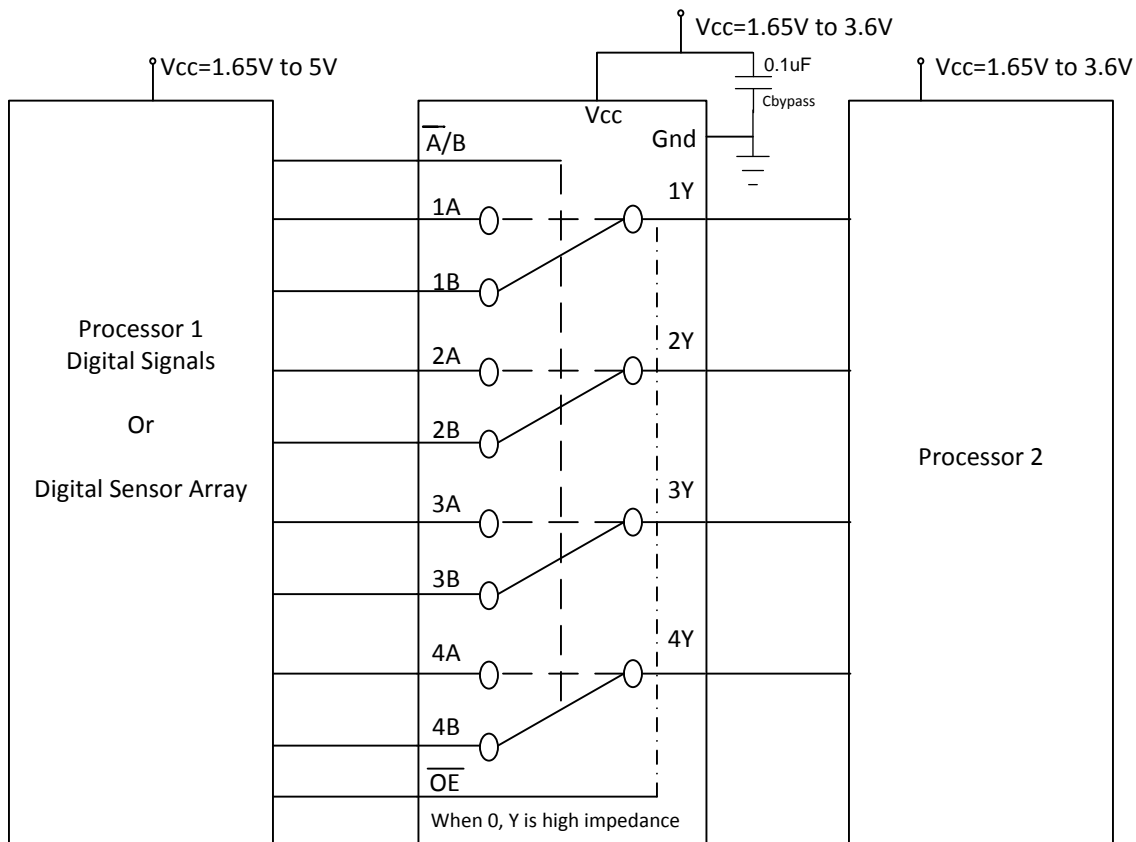 Vcc=1.65V to 3.6V
Vcc=1.65V to 5V
0.1uF
Cbypass
Vcc=1.65V to 3.6V
Vcc
Gnd
A̅/B
1A
1Y
1B
Processor 1
Digital Signals
Or
Digital Sensor Array
2A
2Y
2B
Processor 2
3A
3Y
3B
4A
4Y
4B
O̅E̅
When 0, Y is high impedance